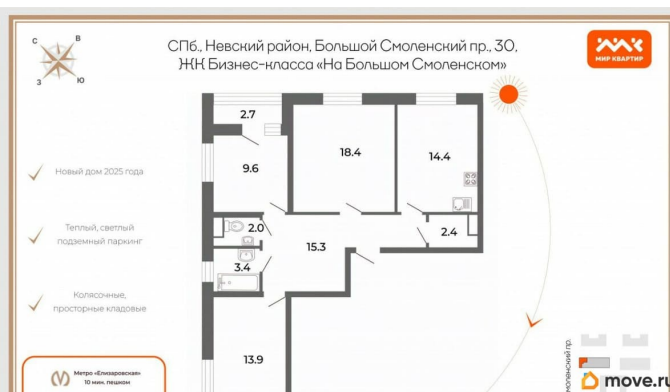 СПб., Невский район, Большой Смоленский пр., 30,
ЖК Бизнес-класса «На Большом Смоленском»
МИР КВАРТИР
С
В
З
Ю
2.7
9.6
18.4
14.4
Новый дом 2025 года
Теплый, светлый
подземный паркинг
2.0
15.3
2.4
3.4
Колясочные,
просторные кладовые
13.9
Метро «Елизаровская»
10 мин. пешком
моленский пр.
move.ru